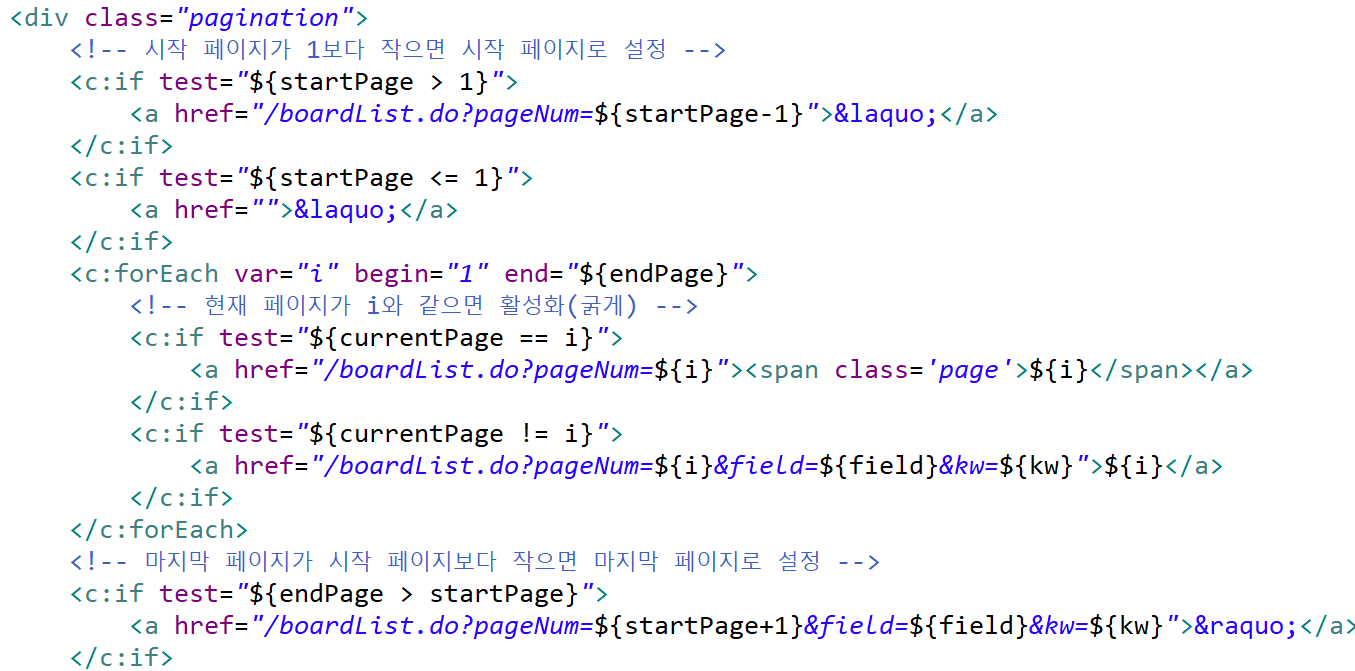 <div class="pagination">
<!-- 시작 페이지가 1보다 작으면 시작 페이지로 설정 -->
<c:if test="${startPage > 1}">
<a href="/boardList.do?pageNum=${startPage-1}">&laquo;</a>
</c:if>
<c:if test="${startPage <= 1}">
<a href="">&laquo;</a>
</c:if>
<c:forEach var="i" begin="1" end="${endPage}">
<!-- 현재 페이지가 i와 같으면 활성화(굵게) -->
<c:if test="${currentPage == i}">
<a href="/boardList.do?pageNum=${i}"><span class='page'>${i}</span></a>
</c:if>
<c:if test="${currentPage != i}">
<a href="/boardList.do?pageNum=${i}&field=${field}&kw=${kw}">${i}</a>
</c:if>
</c:forEach>
<!-- 마지막 페이지가 시작 페이지보다 작으면 마지막 페이지로 설정 -->
<c:if test="${endPage > startPage}">
<a href="/boardList.do?pageNum=${startPage+1}&field=${field}&kw=${kw}">&raquo;</a>
</c:if>